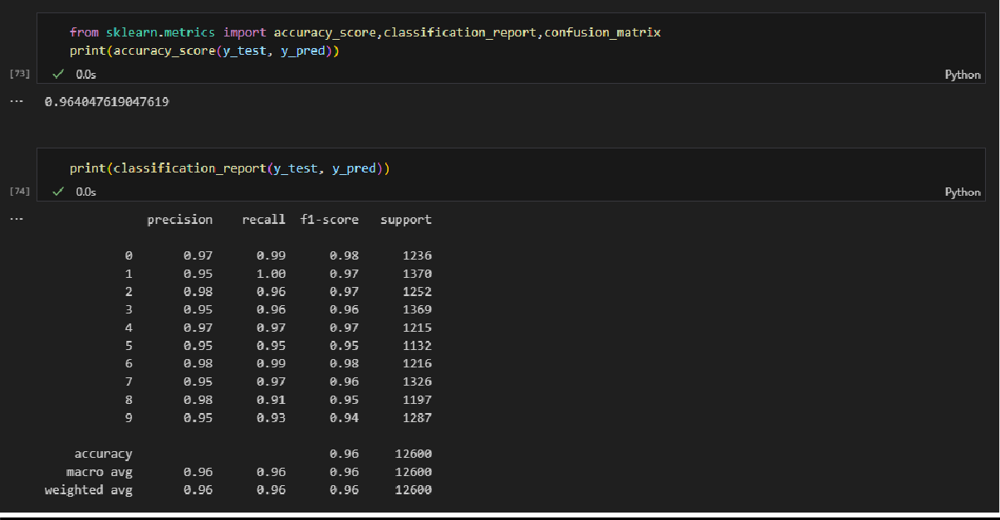 from sklearn.metrics import accuracy_score,classification_report,confusion_matrix
print(accuracy_score(y_test, y_pred))
[73] ✓ 0.0s Python
... 0.964047619047619
print(classification_report(y_test, y_pred))
[74] ✓ 0.0s Python
... precision recall f1-score support
0 0.97 0.99 0.98 1236
1 0.95 1.00 0.97 1370
2 0.98 0.96 0.97 1252
3 0.95 0.96 0.96 1369
4 0.97 0.97 0.97 1215
5 0.95 0.95 0.95 1132
6 0.98 0.99 0.98 1216
7 0.95 0.97 0.96 1326
8 0.98 0.91 0.95 1197
9 0.95 0.93 0.94 1287
accuracy 0.96 12600
macro avg 0.96 0.96 0.96 12600
weighted avg 0.96 0.96 0.96 12600